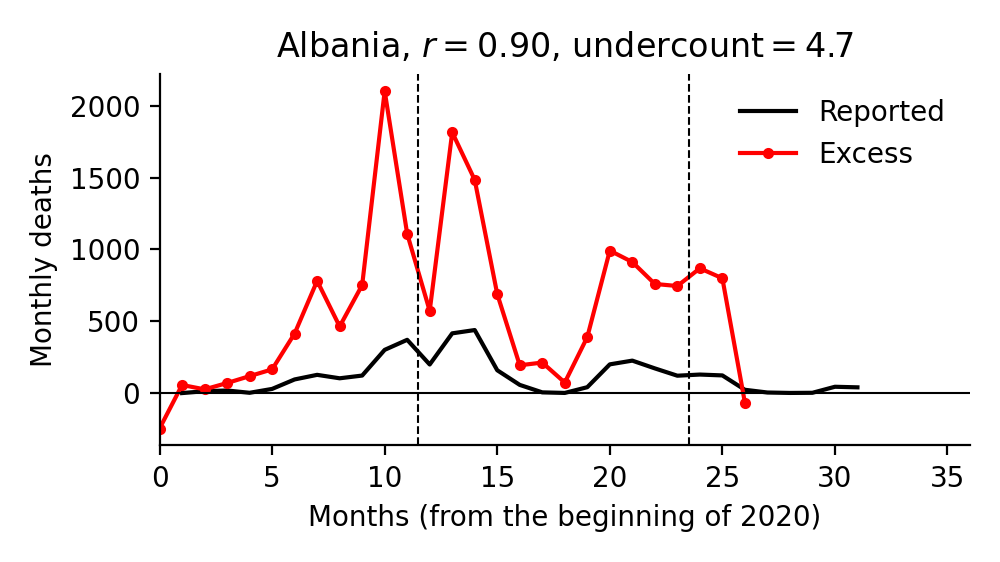 Albania, r = 0.90, undercount = 4.7
Reported
Excess
Monthly deaths
2000
1500
1000
500
0
0 5 10 15 20 25 30 35
Months (from the beginning of 2020)